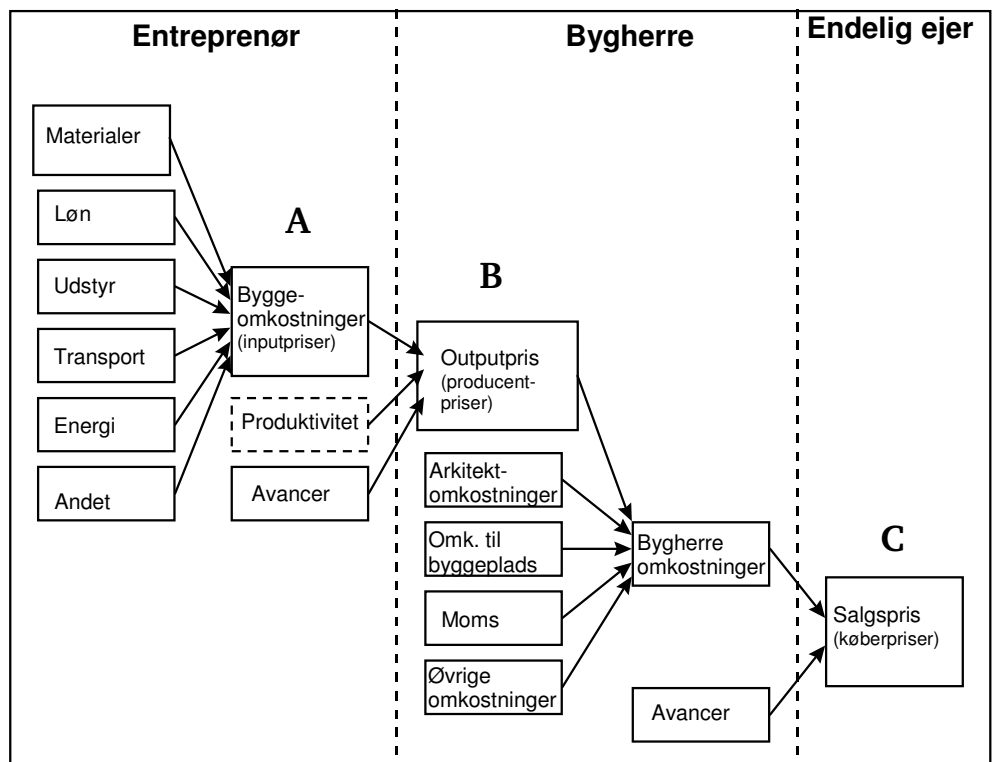 Entreprenør
Bygherre
Endelig ejer
Materialer
Løn
Udstyr
Transport
Energi
Andet
A
Bygge-
omkostninger
(inputpriser)
Produktivitet
Avancer
B
Outputpris
(producent-
priser)
Arkitekt-
omkostninger
Omk. til
byggeplads
Moms
Øvrige
omkostninger
Bygherre
omkostninger
Avancer
C
Salgspris
(køberpriser)